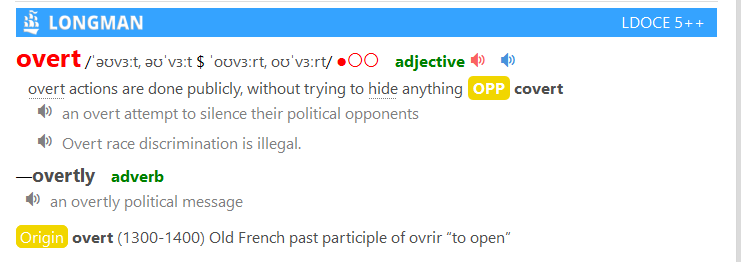 LONGMAN LDOCE 5++
overt /ˈəʊvɜːt, əʊˈvɜːt $ ˈoʊvɜːrt, oʊˈvɜːrt/ ●○○ adjective
overt actions are done publicly, without trying to hide anything OPP covert
an overt attempt to silence their political opponents
Overt race discrimination is illegal.
—overtly adverb
an overtly political message
Origin overt (1300-1400) Old French past participle of ovrir “to open”